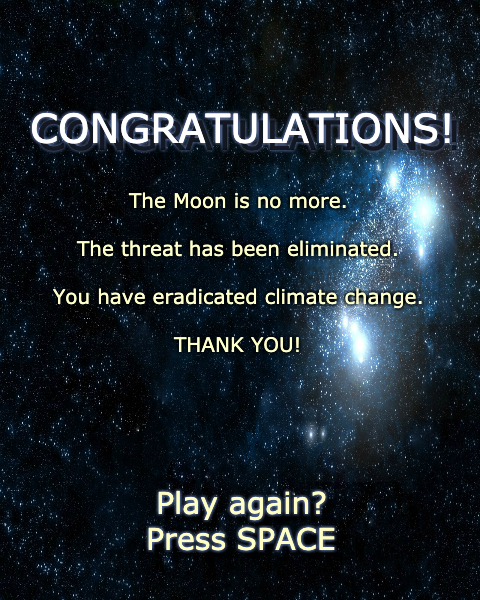 CONGRATULATIONS!
The Moon is no more.
The threat has been eliminated.
You have eradicated climate change.
THANK YOU!
Play again?
Press SPACE